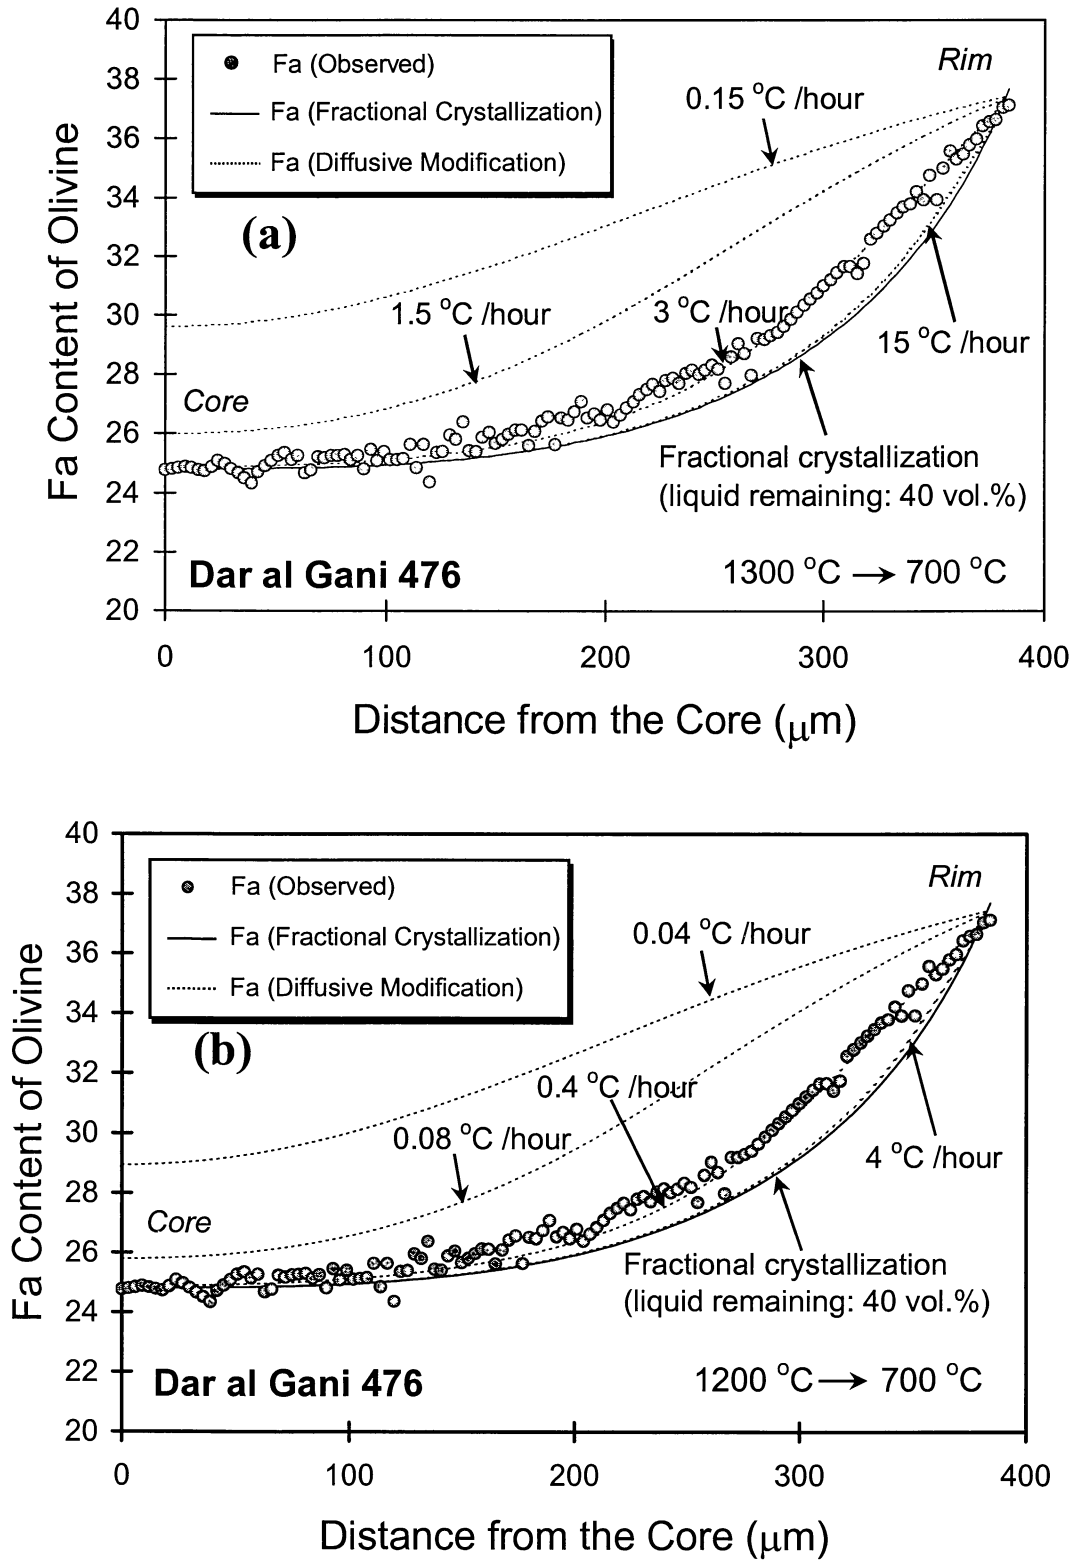 40
38
36
34
32
30
28
26
24
22
20
Fa Content of Olivine
Fa (Observed)
Fa (Fractional Crystallization)
Fa (Diffusive Modification)
(a)
Rim
0.15 °C /hour
1.5 °C /hour
3 °C /hour
15 °C /hour
Core
Fractional crystallization
(liquid remaining: 40 vol.%)
Dar al Gani 476
1300 °C → 700 °C
0 100 200 300 400
Distance from the Core (μm)
40
38
36
34
32
30
28
26
24
22
20
Fa Content of Olivine
Fa (Observed)
Fa (Fractional Crystallization)
Fa (Diffusive Modification)
(b)
Rim
0.04 °C /hour
0.4 °C /hour
0.08 °C /hour
4 °C /hour
Core
Fractional crystallization
(liquid remaining: 40 vol.%)
Dar al Gani 476
1200 °C → 700 °C
0 100 200 300 400
Distance from the Core (μm)